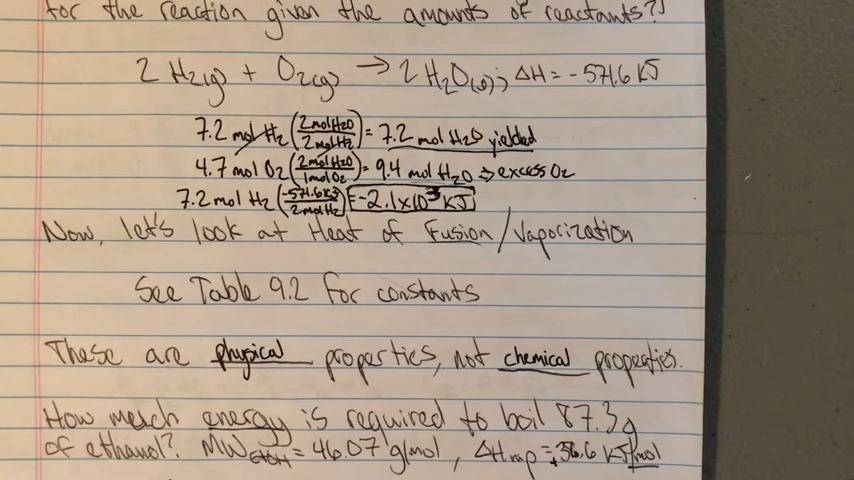 for the reaction given the amounts of reactants?]
2 H₂(g) + O₂(g) → 2 H₂O(g); ΔH = -571.6 KJ
7.2 mol H₂ (2 mol H₂O / 2 mol H₂) = 7.2 mol H₂O yielded
4.7 mol O₂ (2 mol H₂O / 1 mol O₂) = 9.4 mol H₂O ⇒ excess O₂
7.2 mol H₂ (-571.6 KJ / 2 mol H₂) = -2.1x10³ KJ
Now, let's look at Heat of Fusion/Vaporization
See Table 9.2 for constants
These are physical properties, not chemical properties.
How much energy is required to boil 87.3g
of ethanol? MW EtOH = 46.07 g/mol, ΔHvap = +38.6 KJ/mol